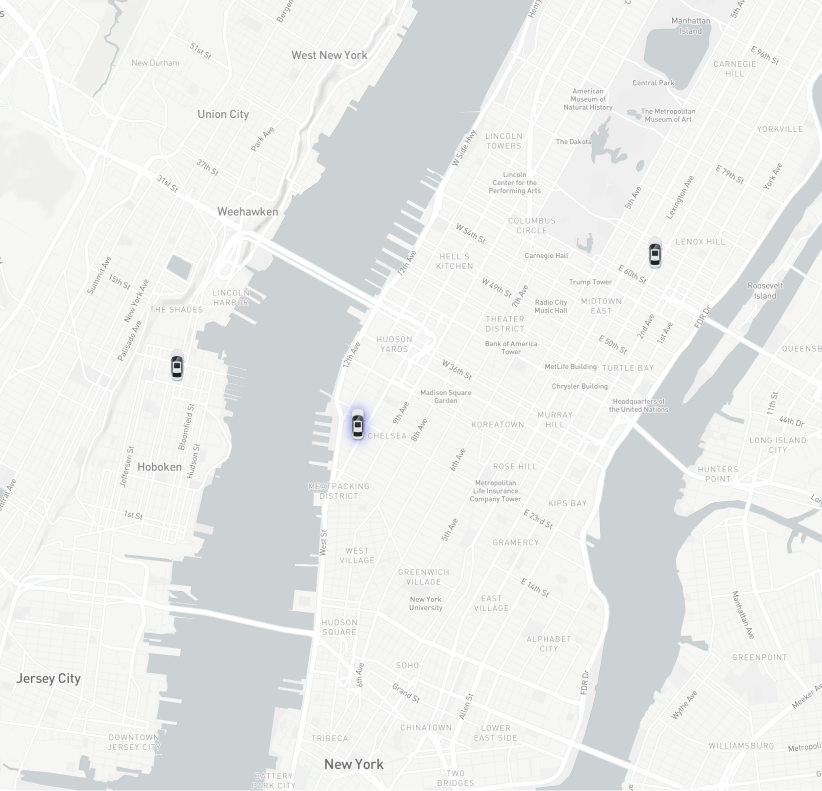 Manhattan
Island
5th Ave
E 96th St
CARNEGIE
HILL
51st St
West New York
New Durham
Central Park
American
Museum of
Natural History
The Metropolitan
Museum of Art
Union City
Park Ave
YORKVILLE
LINCOLN
TOWERS
The Dakota
W Side Hwy
37th St
31st St
Lincoln
Center for the
Performing Arts
E 79th St
York Ave
5th Ave
Lexington Ave
Weehawken
COLUMBUS
CIRCLE
W 54th St
LENOX HILL
Carnegie Hall
HELL'S
KITCHEN
12th Ave
E 60th St
Summit Ave
15th St
New York Ave
LINCOLN
HARBOR
THE SHADES
Palisade Ave
W 49th St
7th Ave
Trump Tower
Roosevelt
Island
Radio City
Music Hall
MIDTOWN
EAST
THEATER
DISTRICT
FDR Dr
2nd Ave
1st Ave
HUDSON
YARDS
12th Ave
Bank of America
Tower
E 50th St
QUEENSB
W 36th St
MetLife Building
TURTLE BAY
Chrysler Building
Madison Square
Garden
Headquarters of
the United Nations
11th St
44th Dr
9th Ave
8th Ave
CHELSEA
KOREATOWN
MURRAY
HILL
LONG ISLAND
CITY
Bloomfield St
Hudson St
Jefferson St
Hoboken
6th Ave
ROSE HILL
HUNTERS
POINT
Metropolitan
Life Insurance
Company Tower
MEATPACKING
DISTRICT
KIPS BAY
1st St
E 23rd St
5th Ave
West St
WEST
VILLAGE
GRAMERCY
GREENWICH
VILLAGE
E 14th St
New York
University
EAST
VILLAGE
Manhattan Ave
HUDSON
SQUARE
ALPHABET
CITY
GREENPOINT
SOHO
6th Ave
Jersey City
Grand St
Allen St
FDR Dr
Wythe Ave
Meeker Av
DOWNTOWN
JERSEY CITY
TRIBECA
CHINATOWN
LOWER
EAST SIDE
WILLIAMSBURG
Metropoli
New York
BATTERY
PARK CITY
TWO
BRIDGES